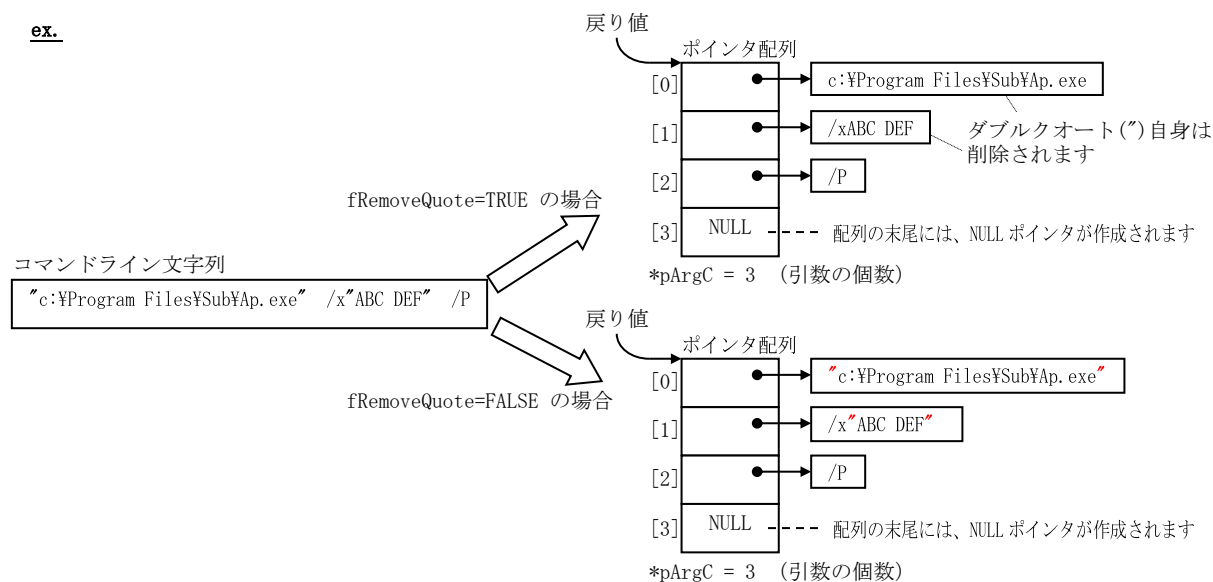 ex.
戻り値
ポインタ配列
[0]
c:¥Program Files¥Sub¥Ap.exe
[1]
/xABC DEF
ダブルクオート(")自身は
削除されます
[2]
/P
fRemoveQuote=TRUE の場合
[3]
NULL
配列の末尾には、NULL ポインタが作成されます
*pArgC = 3 (引数の個数)
コマンドライン文字列
"c:¥Program Files¥Sub¥Ap.exe" /x"ABC DEF" /P
戻り値
ポインタ配列
[0]
"c:¥Program Files¥Sub¥Ap.exe"
fRemoveQuote=FALSE の場合
[1]
/x"ABC DEF"
[2]
/P
[3]
NULL
配列の末尾には、NULL ポインタが作成されます
*pArgC = 3 (引数の個数)